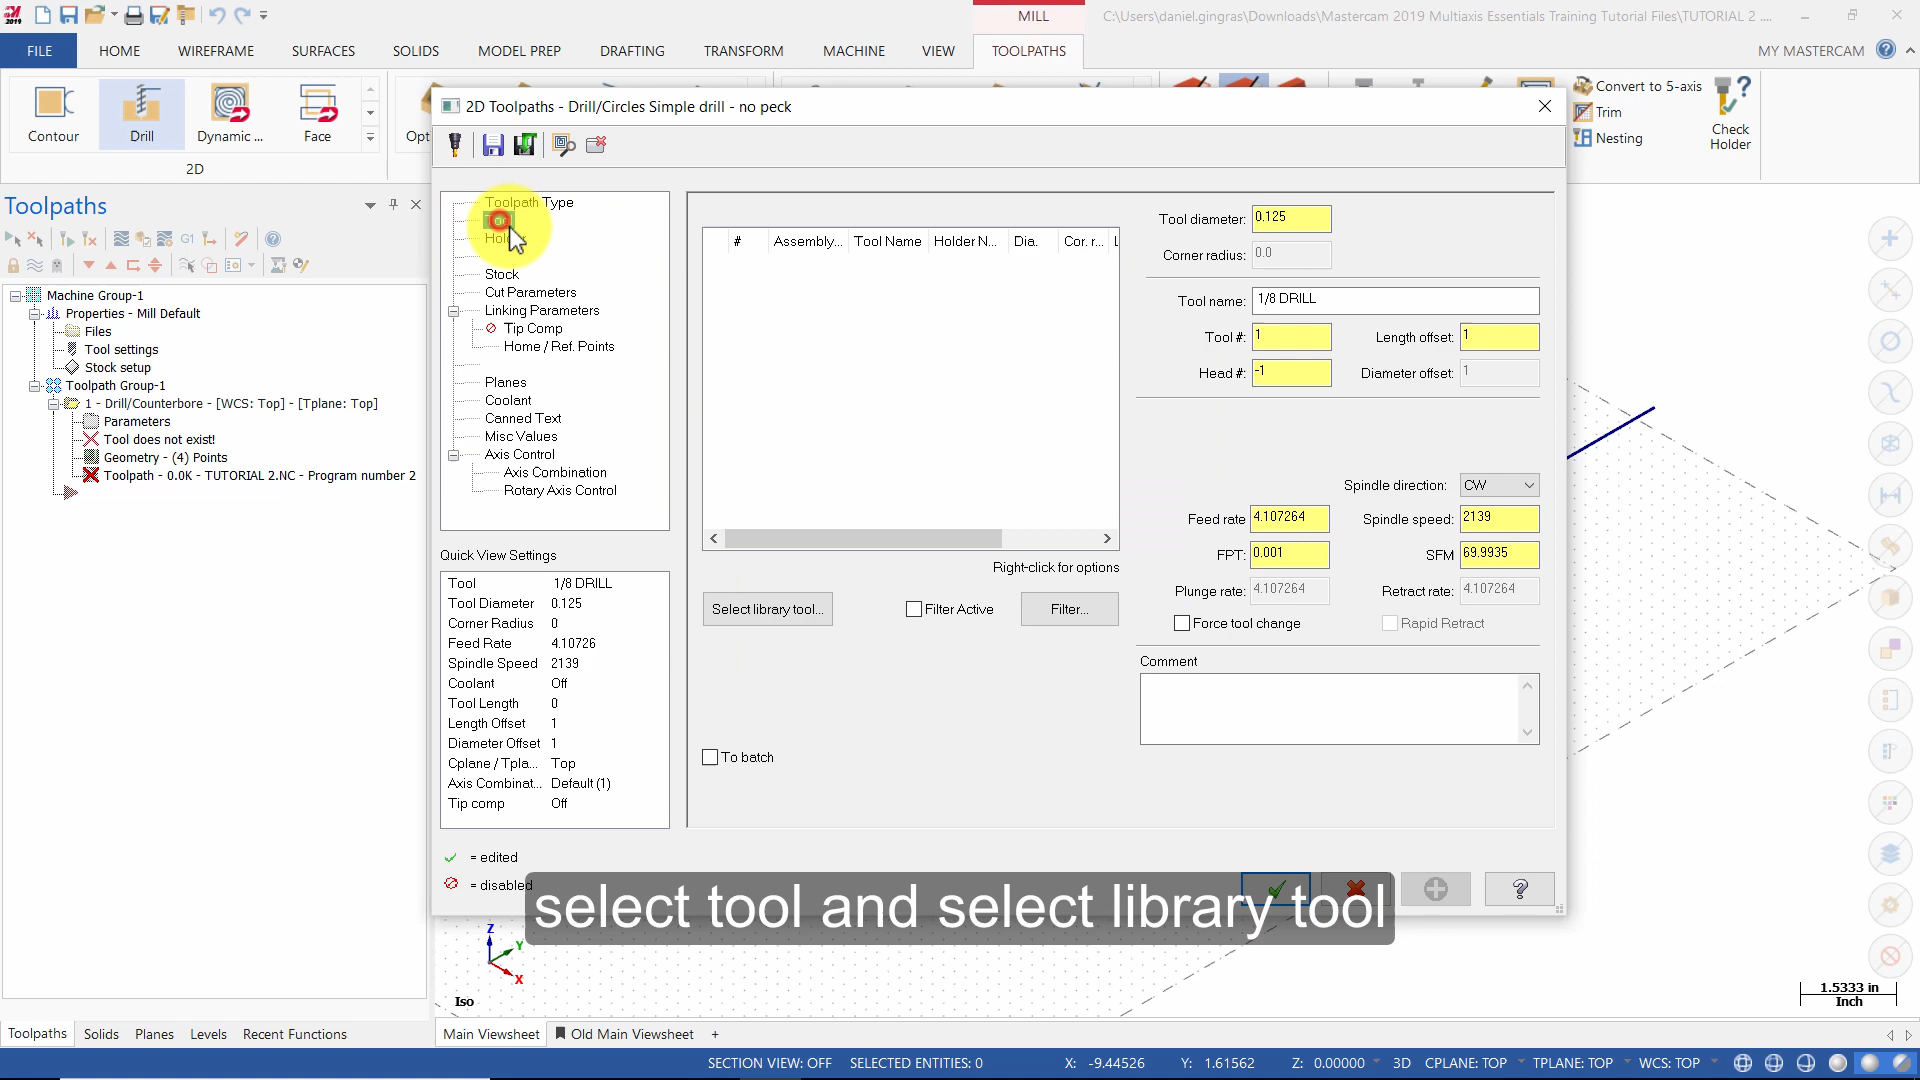 2019
MILL
C:\Users\daniel.gingras\Downloads\Mastercam 2019 Multiaxis Essentials Training Tutorial Files\TUTORIAL 2 ....
FILE
HOME
WIREFRAME
SURFACES
SOLIDS
MODEL PREP
DRAFTING
TRANSFORM
MACHINE
VIEW
TOOLPATHS
MY MASTERCAM
Contour
Drill
Dynamic ...
Face
Opt
2D
Convert to 5-axis
Trim
Nesting
Check
Holder
2D Toolpaths - Drill/Circles Simple drill - no peck
Toolpaths
G1
Machine Group-1
Properties - Mill Default
Files
Tool settings
Stock setup
Toolpath Group-1
1 - Drill/Counterbore - [WCS: Top] - [Tplane: Top]
Parameters
Tool does not exist!
Geometry - (4) Points
Toolpath - 0.0K - TUTORIAL 2.NC - Program number 2
Toolpath Type
Stock
Cut Parameters
Linking Parameters
Tip Comp
Home / Ref. Points
Planes
Coolant
Canned Text
Misc Values
Axis Control
Axis Combination
Rotary Axis Control
Quick View Settings
Tool 1/8 DRILL
Tool Diameter 0.125
Corner Radius 0
Feed Rate 4.10726
Spindle Speed 2139
Coolant Off
Tool Length 0
Length Offset 1
Diameter Offset 1
Cplane / Tpla... Top
Axis Combinat... Default (1)
Tip comp Off
= edited
= disabled
# Assembly... Tool Name Holder N... Dia. Cor. r... L
Right-click for options
Select library tool...
Filter Active
Filter...
To batch
Tool diameter: 0.125
Corner radius: 0.0
Tool name: 1/8 DRILL
Tool #: 1 Length offset: 1
Head #: -1 Diameter offset: 1
Spindle direction: CW
Feed rate 4.107264 Spindle speed: 2139
FPT: 0.001 SFM 69.9935
Plunge rate: 4.107264 Retract rate: 4.107264
Force tool change Rapid Retract
Comment
select tool and select library tool
Z
Y
X
Iso
1.5333 in
Inch
Toolpaths Solids Planes Levels Recent Functions
Main Viewsheet Old Main Viewsheet +
SECTION VIEW: OFF SELECTED ENTITIES: 0 X: -9.44526 Y: 1.61562 Z: 0.00000 3D CPLANE: TOP TPLANE: TOP WCS: TOP